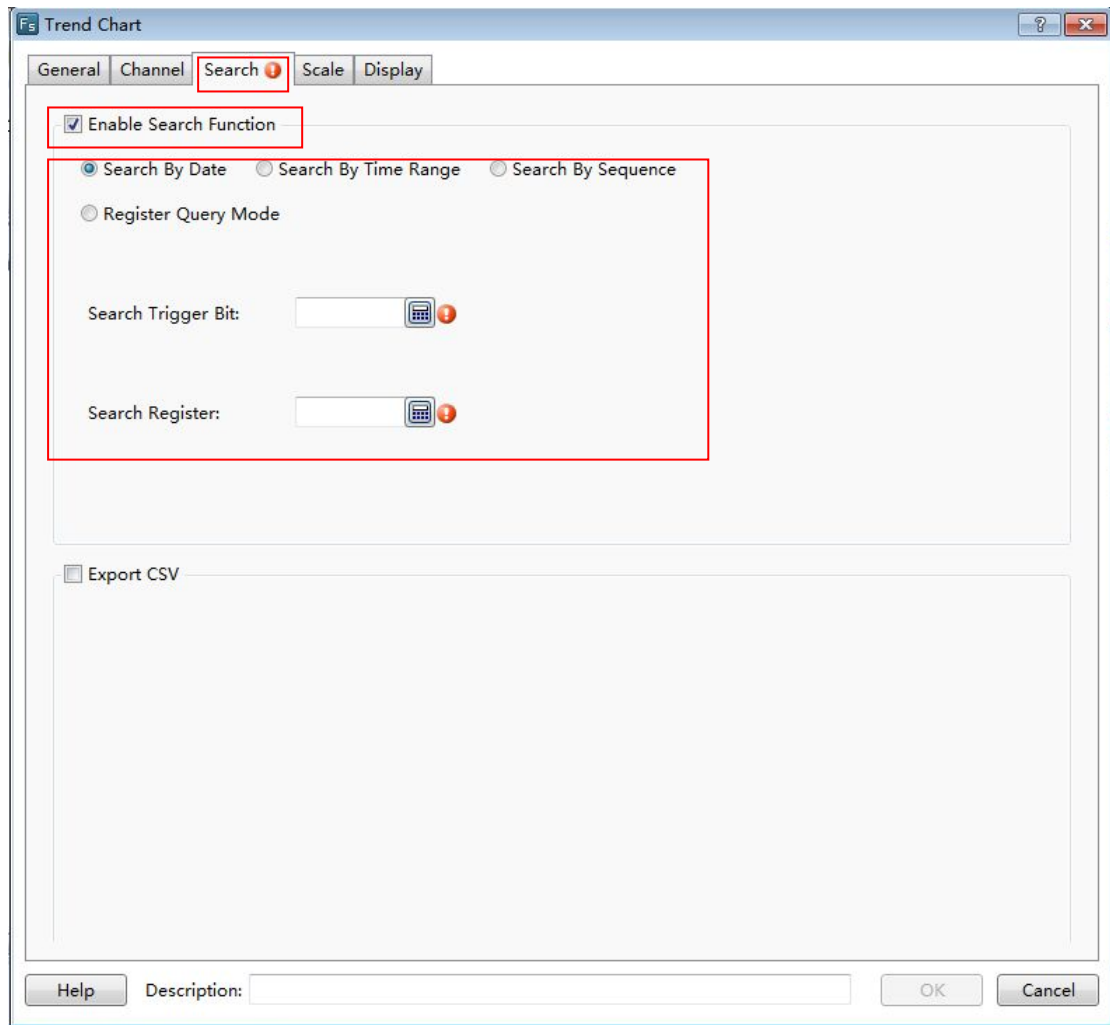 Fs Trend Chart
General Channel Search Scale Display
Enable Search Function
Search By Date Search By Time Range Search By Sequence
Register Query Mode
Search Trigger Bit:
Search Register:
Export CSV
Help Description: OK Cancel